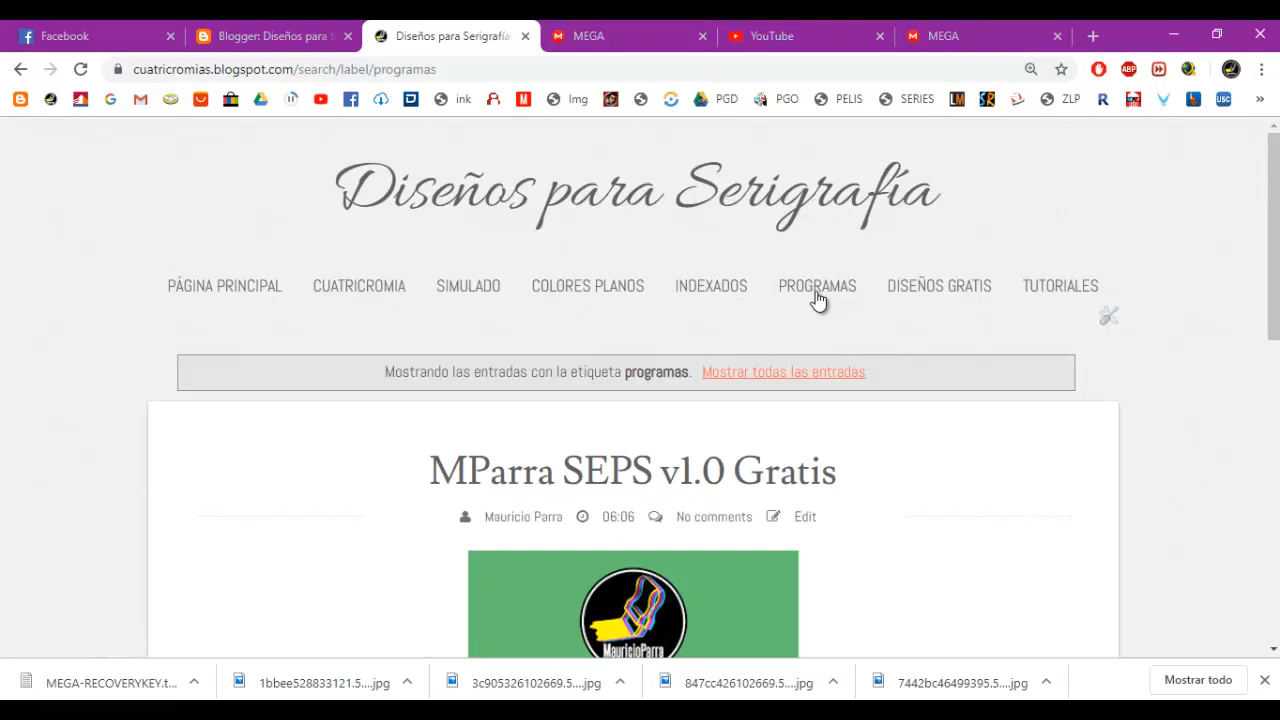 Facebook
Blogger: Diseños para S
Diseños para Serigrafía
MEGA
YouTube
MEGA
cuatricromias.blogspot.com/search/label/programas
ink
Img
PGD
PGO
PELIS
SERIES
ZLP
Diseños para Serigrafía
PÁGINA PRINCIPAL
CUATRICROMIA
SIMULADO
COLORES PLANOS
INDEXADOS
PROGRAMAS
DISEÑOS GRATIS
TUTORIALES
Mostrando las entradas con la etiqueta programas. Mostrar todas las entradas
MParra SEPS v1.0 Gratis
Mauricio Parra 06:06 No comments Edit
MauricioParra
MEGA-RECOVERYKEY.t...
1bbee528833121.5....jpg
3c905326102669.5....jpg
847cc426102669.5....jpg
7442bc46499395.5....jpg
Mostrar todo